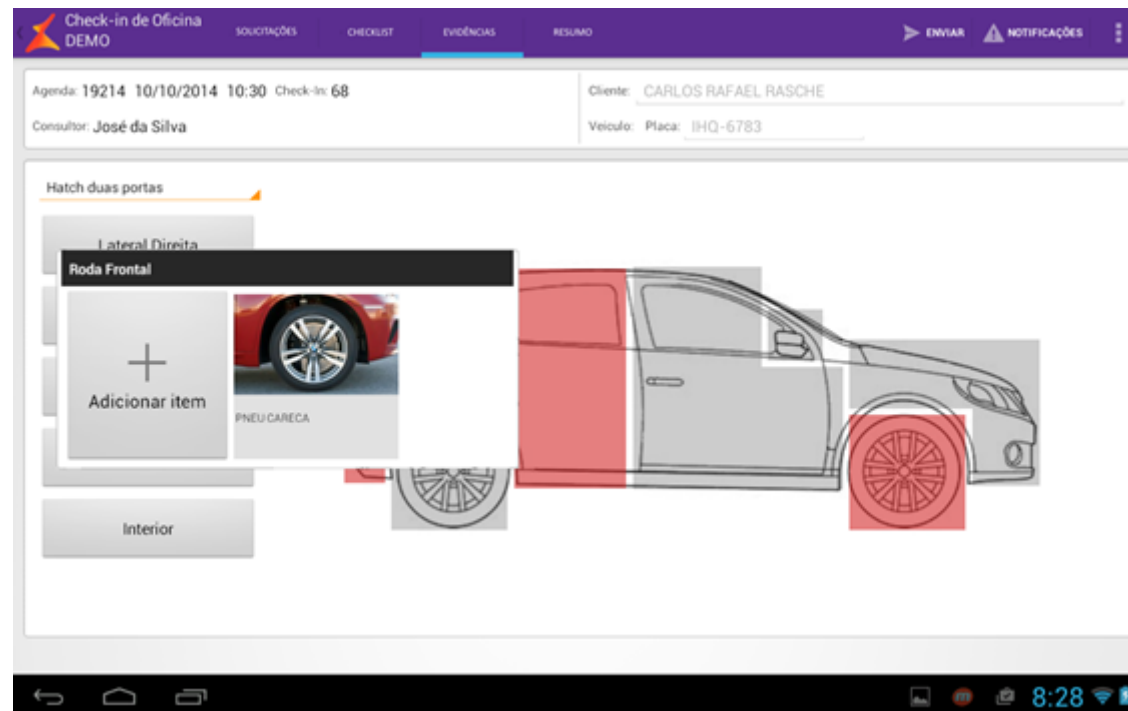 Check-in de Oficina
DEMO
SOLICITAÇÕES
CHECKLIST
EVIDÊNCIAS
RESUMO
ENVIAR
NOTIFICAÇÕES
Agenda: 19214 10/10/2014 10:30 Check-In: 68
Cliente: CARLOS RAFAEL RASCHE
Consultor: José da Silva
Veiculo: Placa: IHQ-6783
Hatch duas portas
Lateral Direita
Roda Frontal
Adicionar item
PNEU CARECA
Interior
8:28